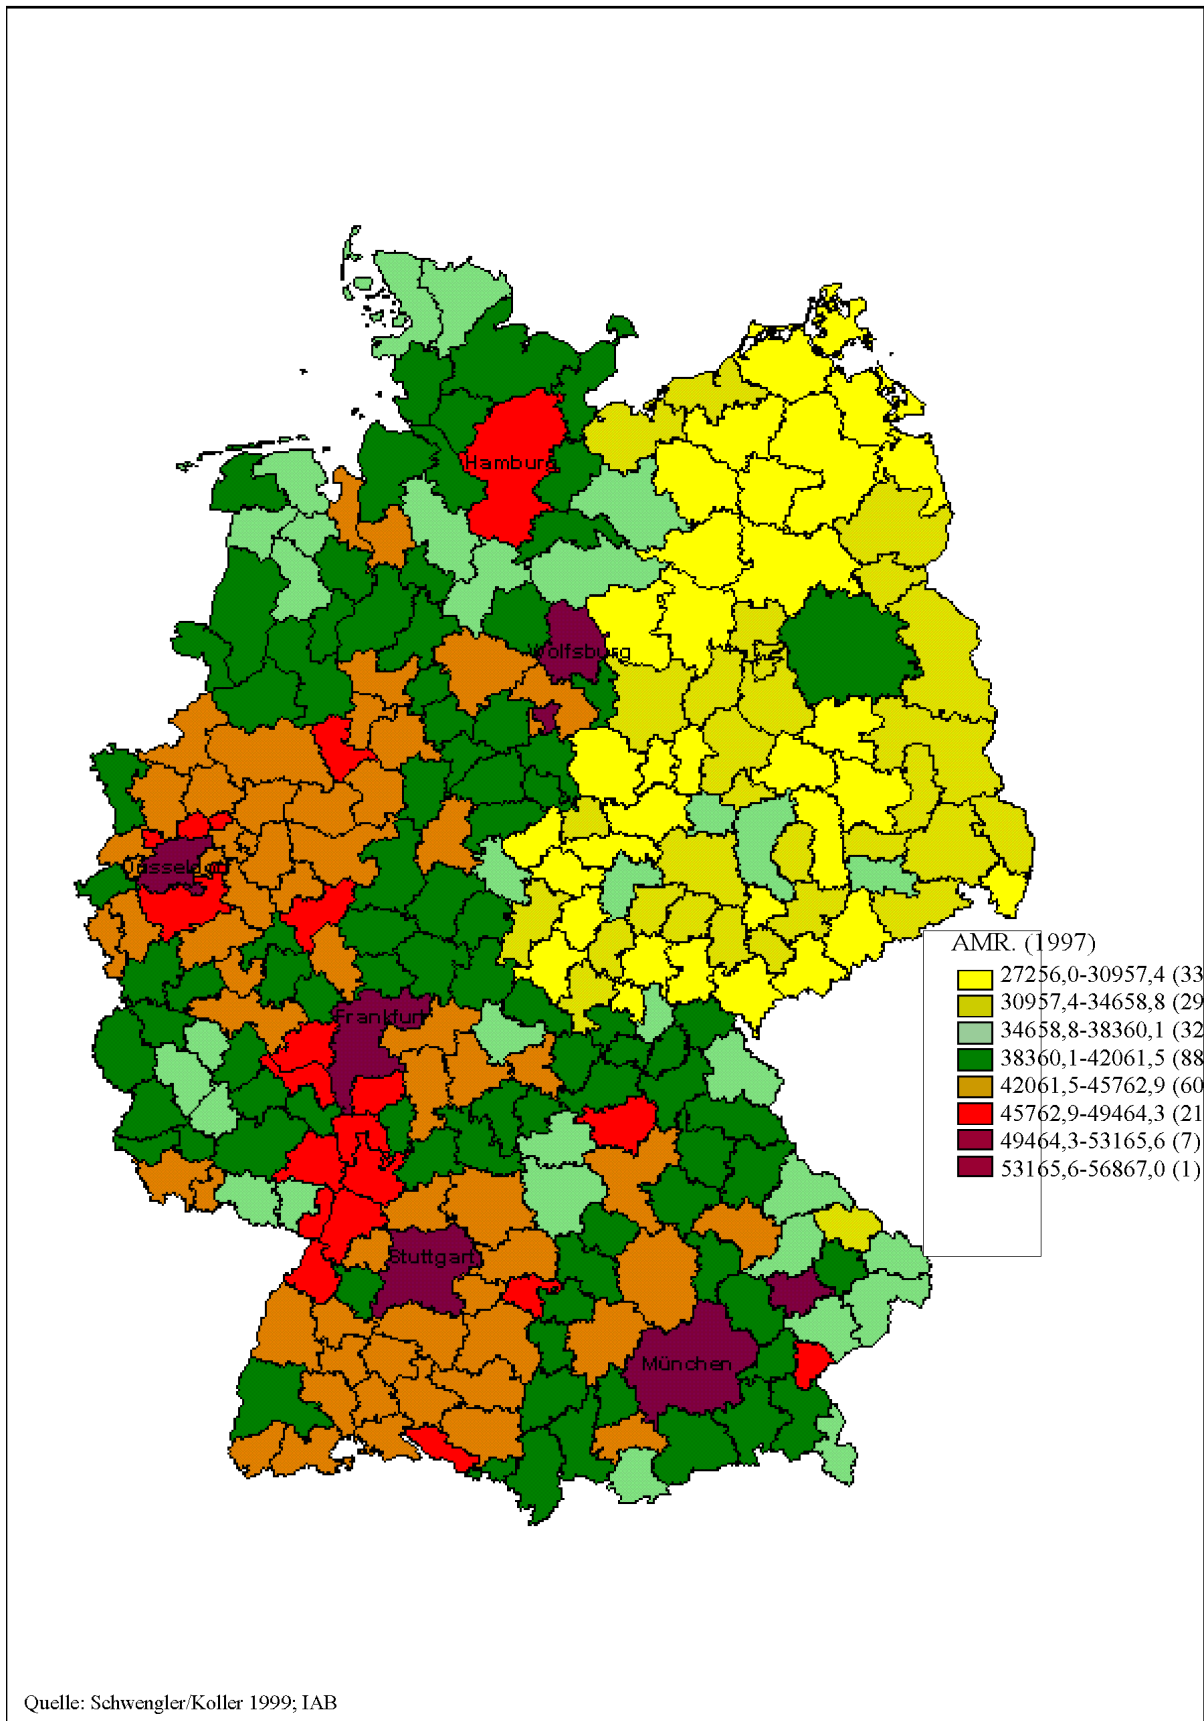 Hamburg
Wolfsburg
Düsseldorf
Frankfurt
Stuttgart
München
AMR. (1997)
27256,0-30957,4 (33
30957,4-34658,8 (29
34658,8-38360,1 (32
38360,1-42061,5 (88
42061,5-45762,9 (60
45762,9-49464,3 (21
49464,3-53165,6 (7)
53165,6-56867,0 (1)
Quelle: Schwengler/Koller 1999; IAB